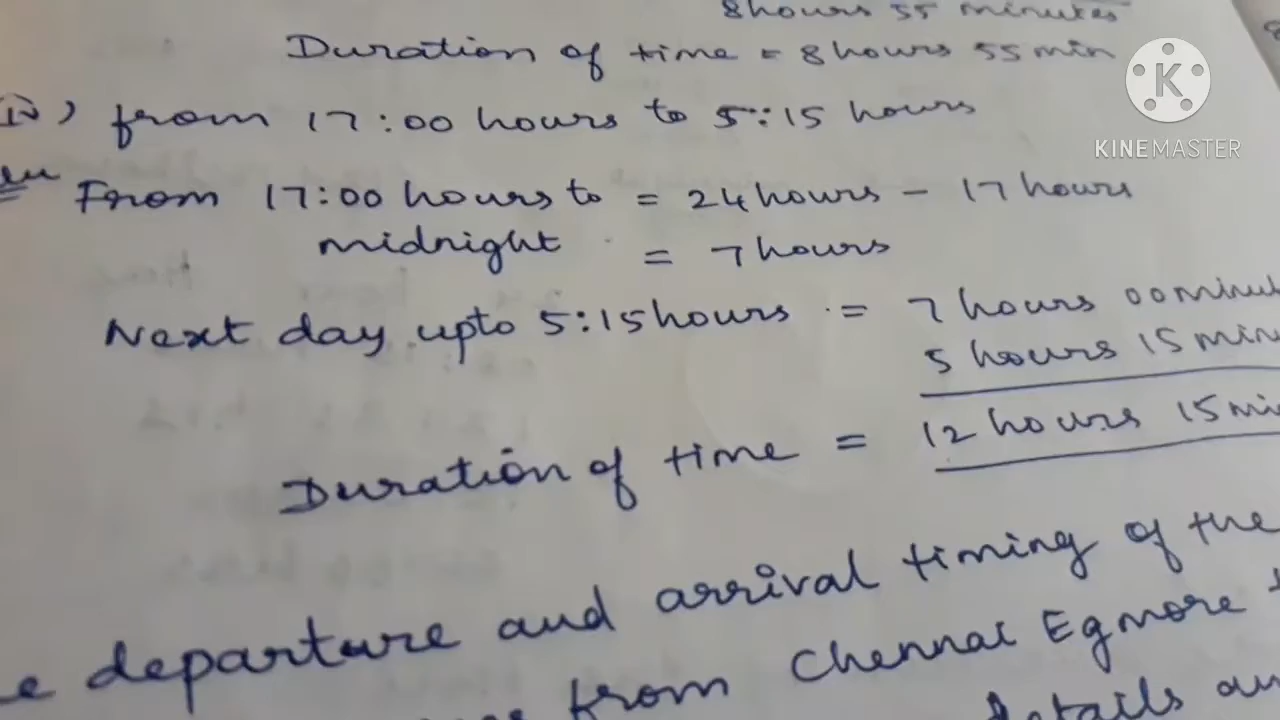 8 hours 55 minutes
Duration of time = 8 hours 55 min
iv) from 17:00 hours to 5:15 hours
From 17:00 hours to = 24 hours - 17 hours
midnight = 7 hours
Next day upto 5:15 hours = 7 hours 00 minut
5 hours 15 min
Duration of time = 12 hours 15 mi
departure and arrival timing of the
from Chennai Egmore
details an
K
KINEMASTER